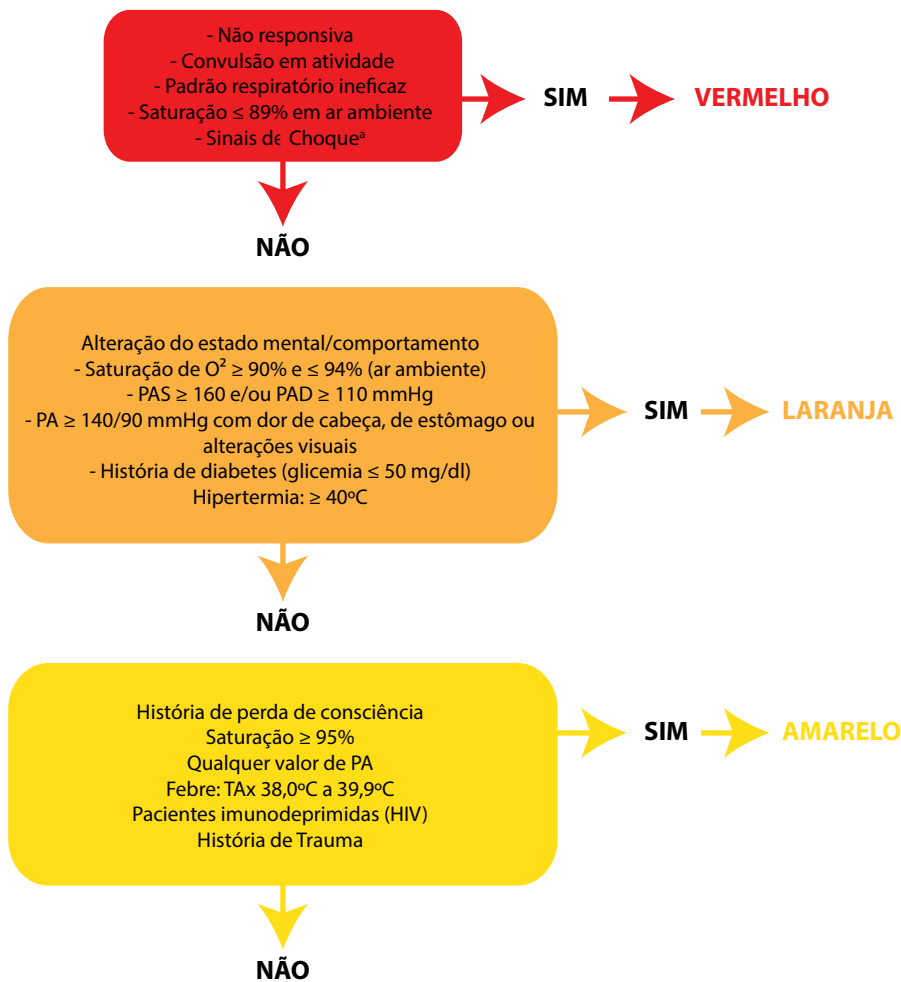 - Não responsiva
- Convulsão em atividade
- Padrão respiratório ineficaz
- Saturação ≤ 89% em ar ambiente
- Sinais de Choqueª
SIM
VERMELHO
NÃO
Alteração do estado mental/comportamento
- Saturação de O² ≥ 90% e ≤ 94% (ar ambiente)
- PAS ≥ 160 e/ou PAD ≥ 110 mmHg
- PA ≥ 140/90 mmHg com dor de cabeça, de estômago ou
alterações visuais
- História de diabetes (glicemia ≤ 50 mg/dl)
Hipertermia: ≥ 40ºC
SIM
LARANJA
NÃO
História de perda de consciência
Saturação ≥ 95%
Qualquer valor de PA
Febre: TAx 38,0ºC a 39,9ºC
Pacientes imunodeprimidas (HIV)
História de Trauma
SIM
AMARELO
NÃO